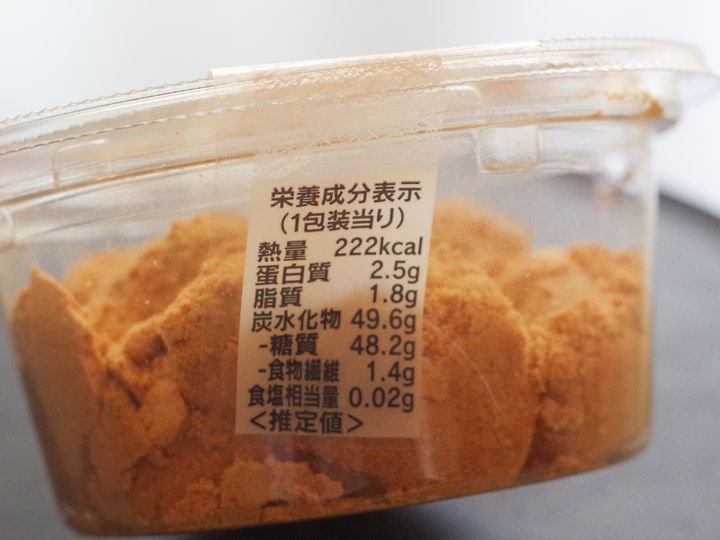 栄養成分表示
(1包装当り)
熱量 222kcal
蛋白質 2.5g
脂質 1.8g
炭水化物 49.6g
-糖質 48.2g
-食物繊維 1.4g
食塩相当量 0.02g
<推定値>